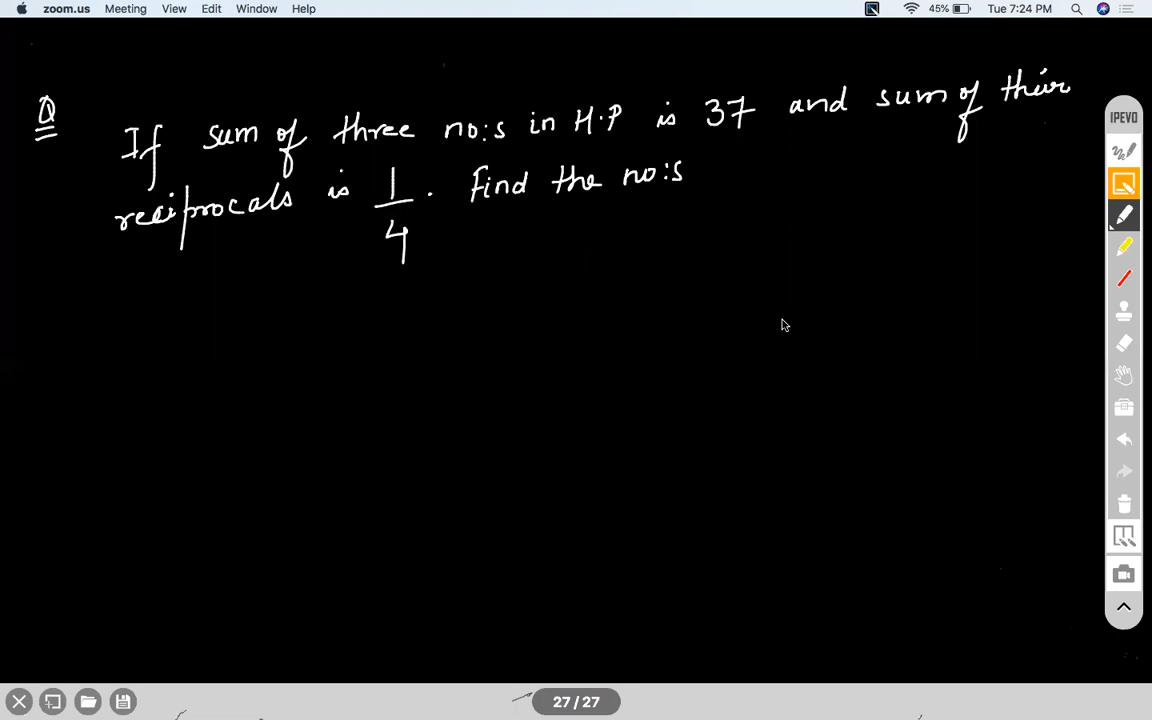 zoom.us Meeting View Edit Window Help 45% Tue 7:24 PM
Q If sum of three no:s in H.P is 37 and sum of their
reciprocals is 1/4 . Find the no:s
IPEVO
27 / 27